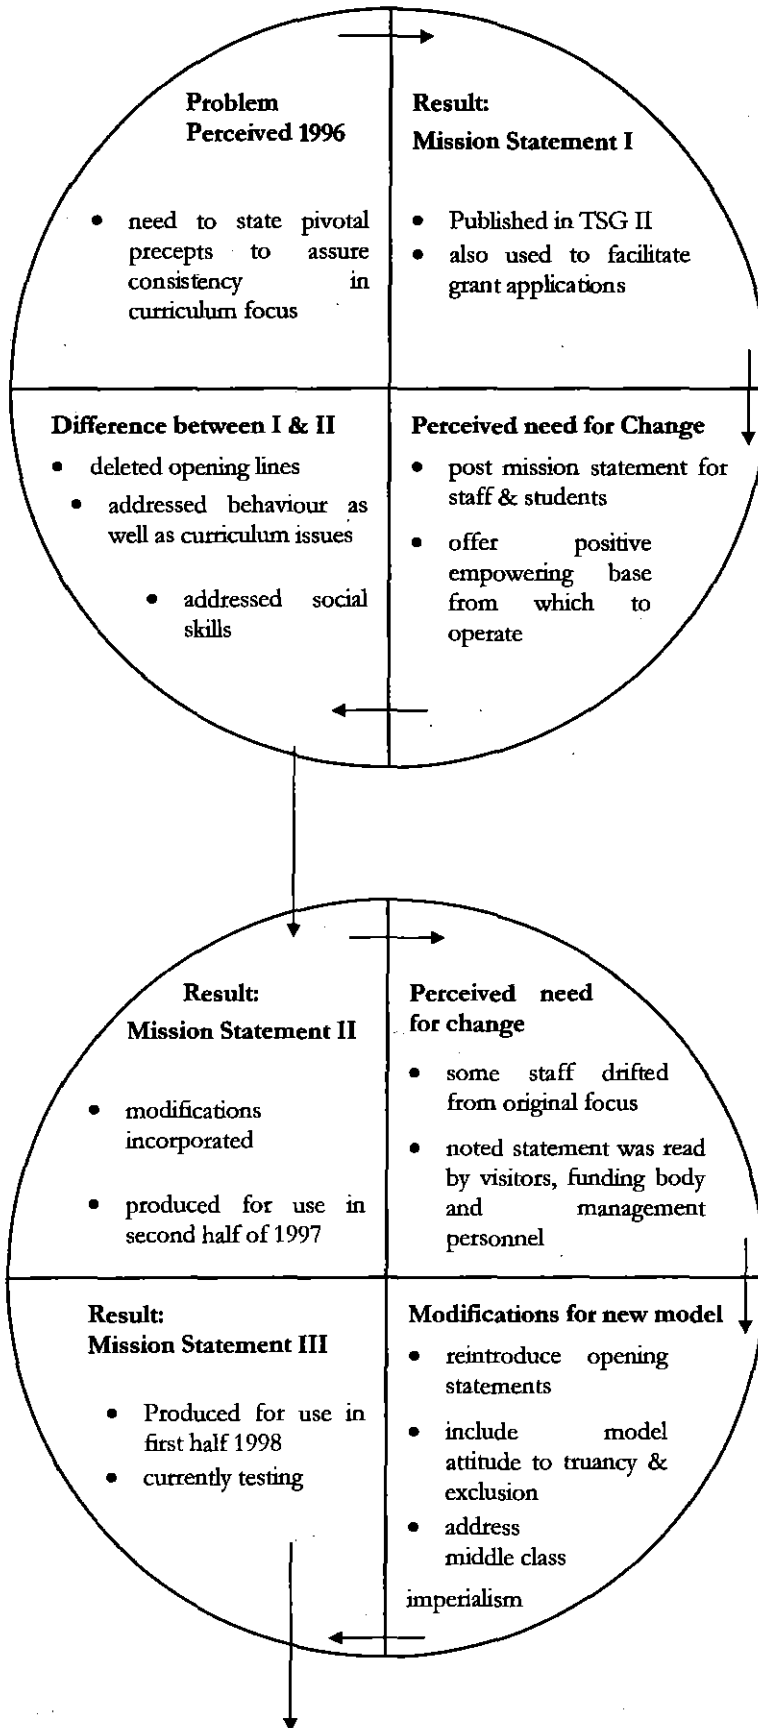 Problem
Perceived 1996
• need to state pivotal
precepts to assure
consistency in
curriculum focus
Result:
Mission Statement I
• Published in TSG II
• also used to facilitate
grant applications
Difference between I & II
• deleted opening lines
• addressed behaviour as
well as curriculum issues
• addressed social
skills
Perceived need for Change
• post mission statement for
staff & students
• offer positive
empowering base
from which to
operate
Result:
Mission Statement II
• modifications
incorporated
• produced for use in
second half of 1997
Perceived need
for change
• some staff drifted
from original focus
• noted statement was read
by visitors, funding body
and management
personnel
Result:
Mission Statement III
• Produced for use in
first half 1998
• currently testing
Modifications for new model
• reintroduce opening
statements
• include model
attitude to truancy &
exclusion
• address
middle class
imperialism